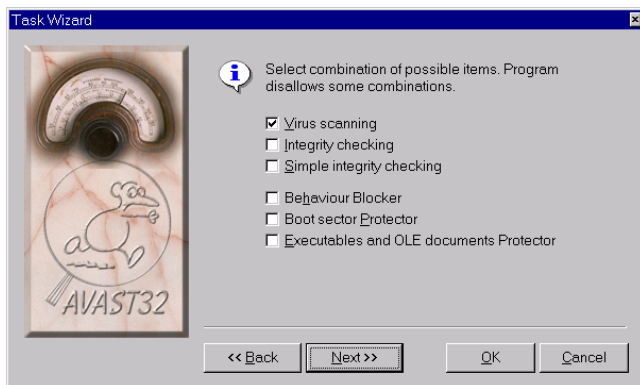 Task Wizard
Select combination of possible items. Program
disallows some combinations.
Virus scanning
Integrity checking
Simple integrity checking
Behaviour Blocker
Boot sector Protector
Executables and OLE documents Protector
AVAST32
<< Back
Next >>
OK
Cancel